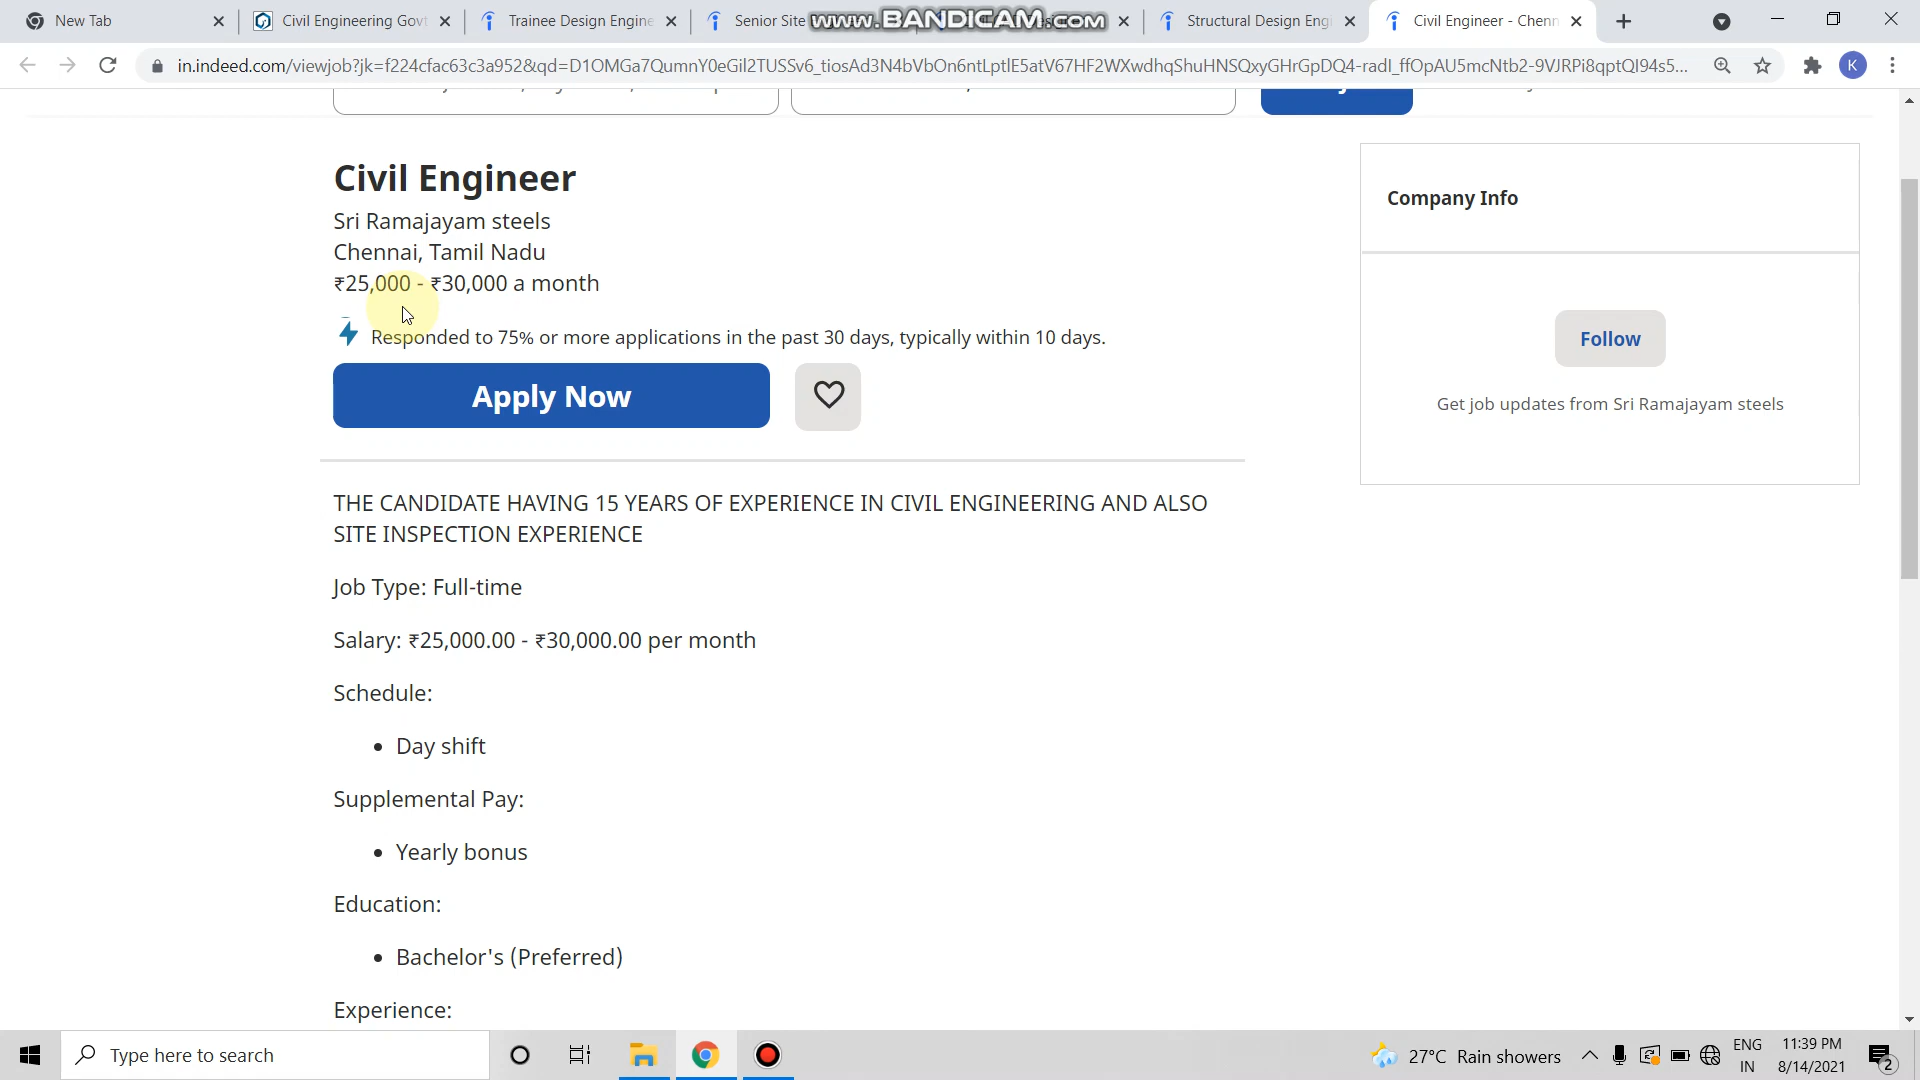 New Tab
Civil Engineering Govt
Trainee Design Engine
Senior Site
www.BANDICAM.com
Structural Design Engi
Civil Engineer - Chenn
in.indeed.com/viewjob?jk=f224cfac63c3a952&qd=D1OMGa7QumnY0eGil2TUSSv6_tiosAd3N4bVbOn6ntLptlE5atV67HF2WXwdhqShuHNSQxyGHrGpDQ4-radI_ffOpAU5mcNtb2-9VJRPi8qptQI94s5...
K
Civil Engineer
Sri Ramajayam steels
Chennai, Tamil Nadu
₹25,000 - ₹30,000 a month
Responded to 75% or more applications in the past 30 days, typically within 10 days.
Apply Now
Company Info
Follow
Get job updates from Sri Ramajayam steels
THE CANDIDATE HAVING 15 YEARS OF EXPERIENCE IN CIVIL ENGINEERING AND ALSO
SITE INSPECTION EXPERIENCE
Job Type: Full-time
Salary: ₹25,000.00 - ₹30,000.00 per month
Schedule:
• Day shift
Supplemental Pay:
• Yearly bonus
Education:
• Bachelor's (Preferred)
Experience:
Type here to search
27°C Rain showers
ENG
IN
11:39 PM
8/14/2021
2